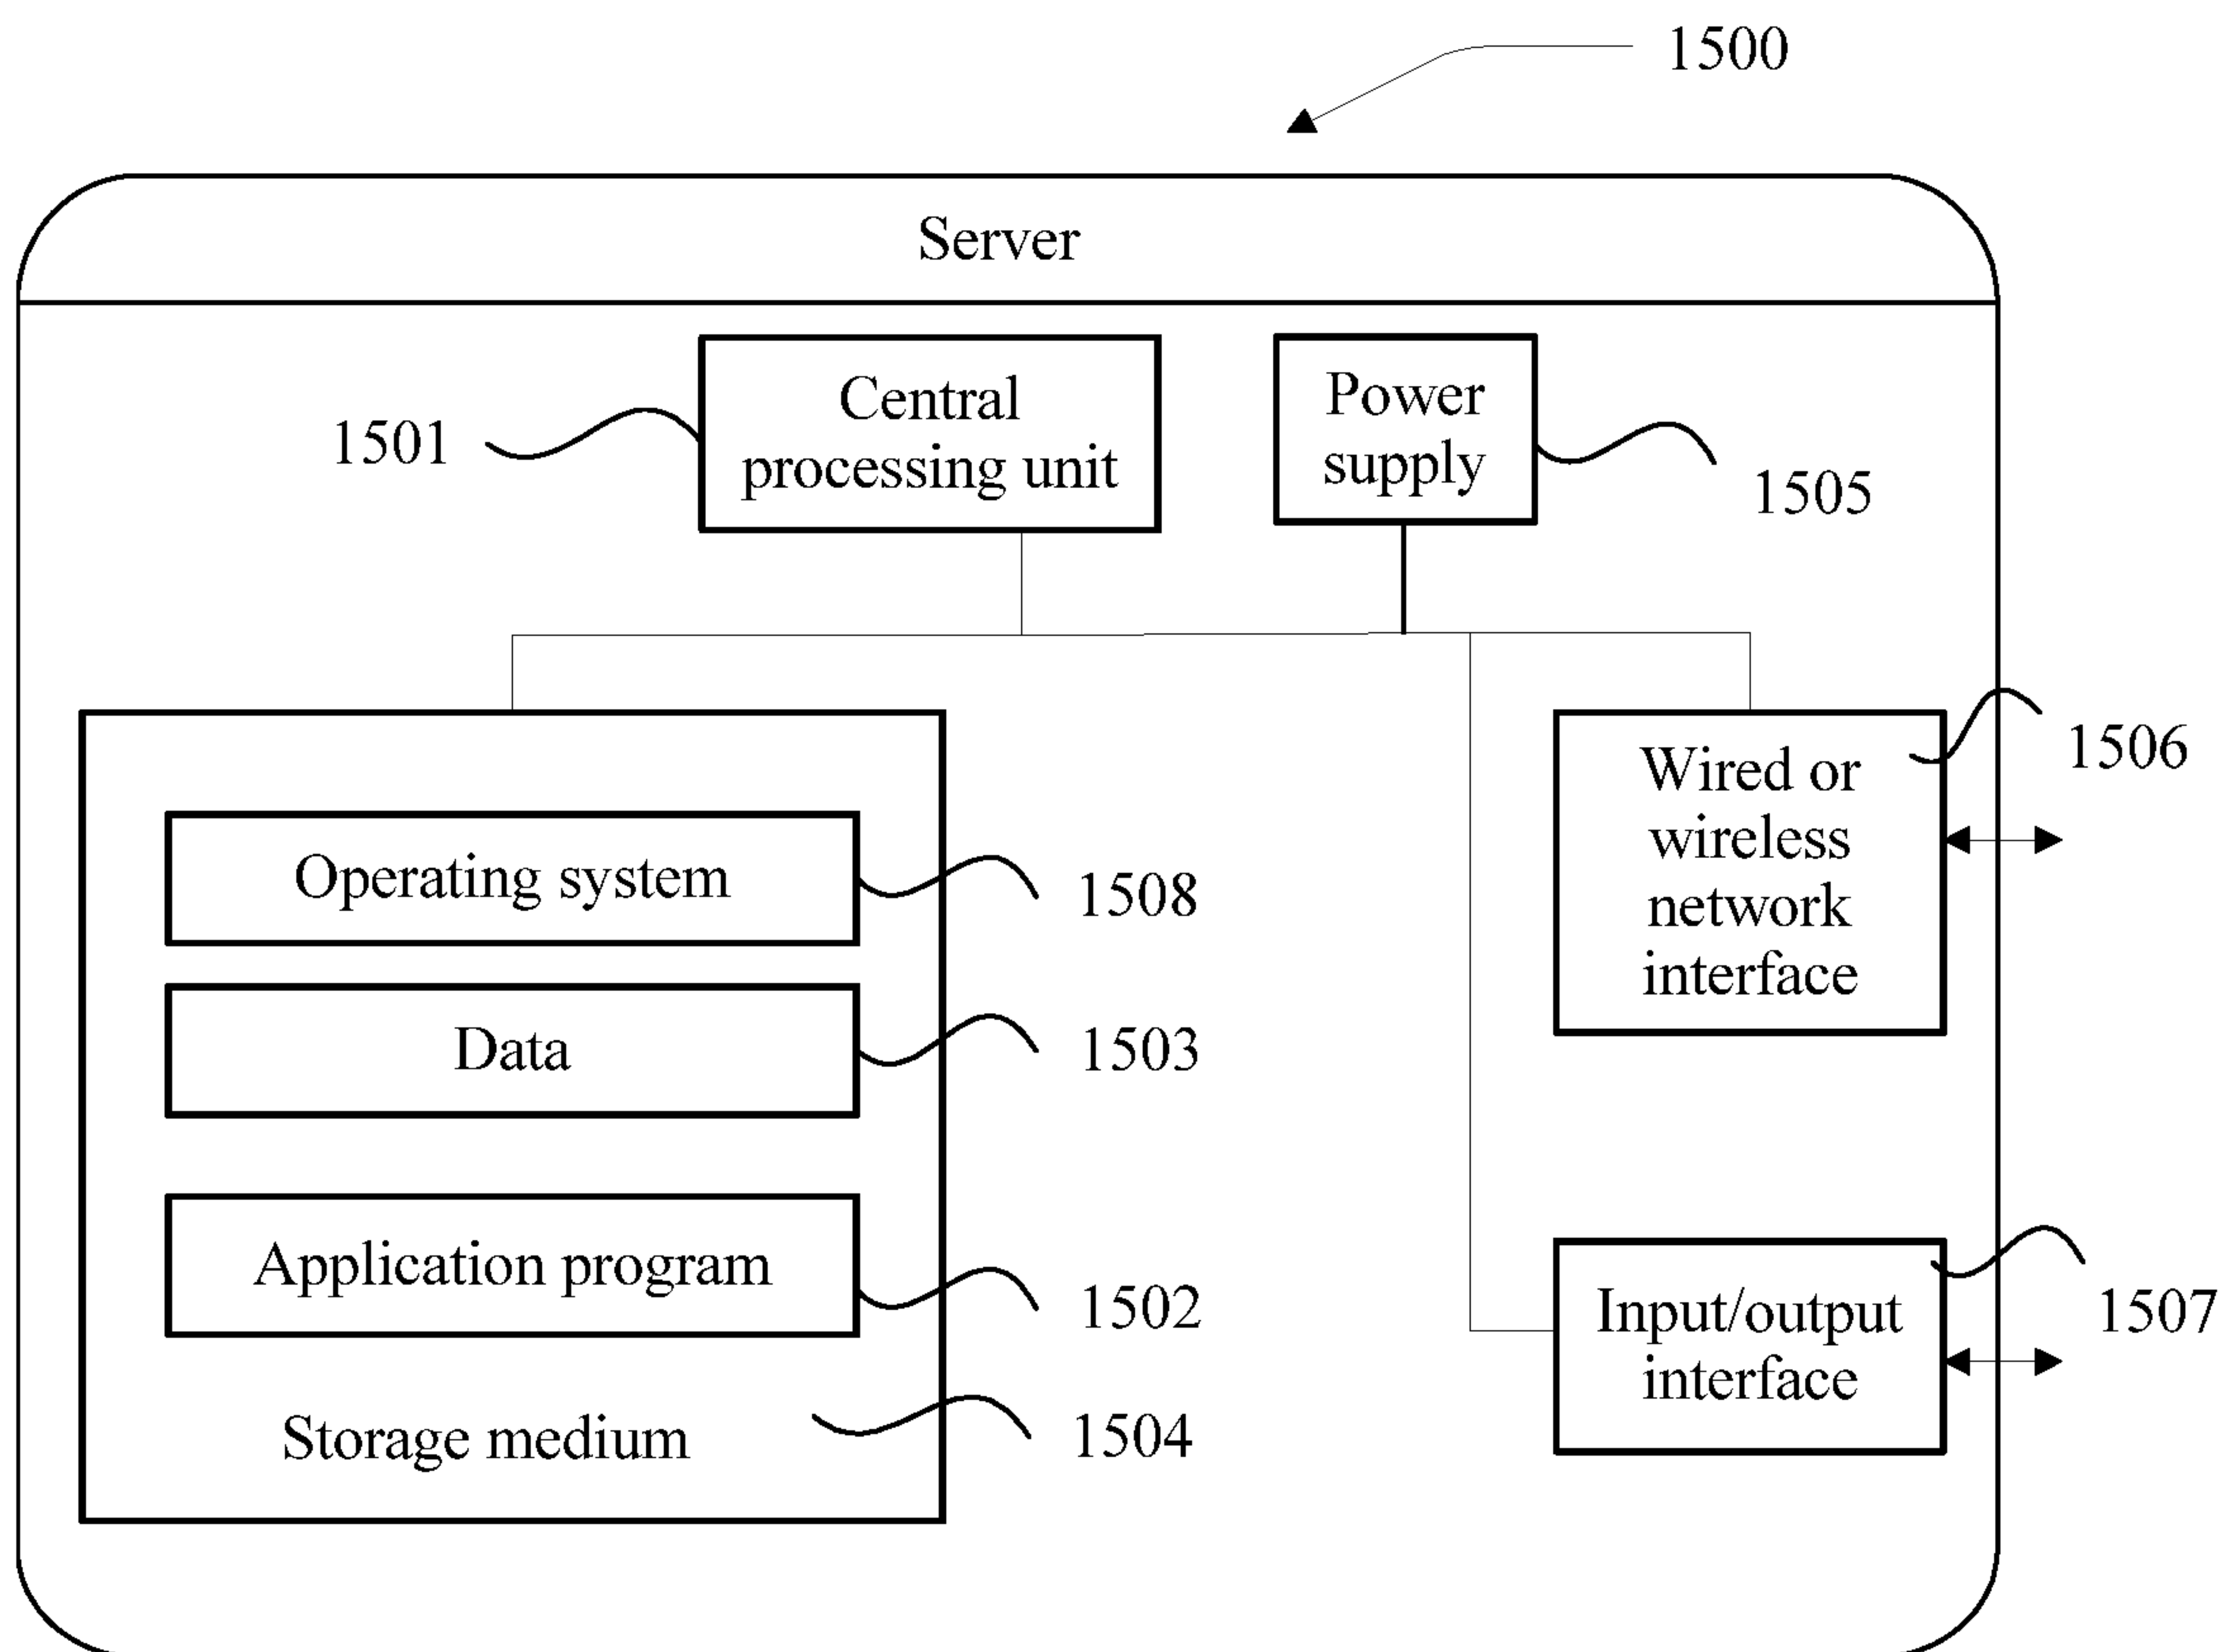 1500
Server
Central
processing unit
1501
Power
supply
1505
Operating system
1508
Data
1503
Application program
1502
Storage medium
1504
Wired or
wireless
network
interface
1506
Input/output
interface
1507